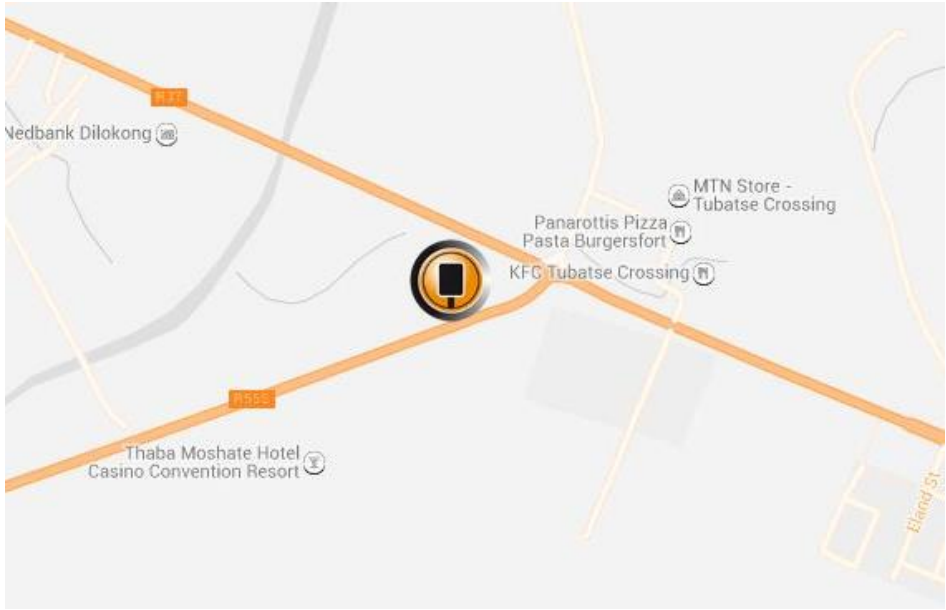 R37
Nedbank Dilokong
MTN Store -
Tubatse Crossing
Panarottis Pizza
Pasta Burgersfort
KFC Tubatse Crossing
R555
Thaba Moshate Hotel
Casino Convention Resort
Eland St